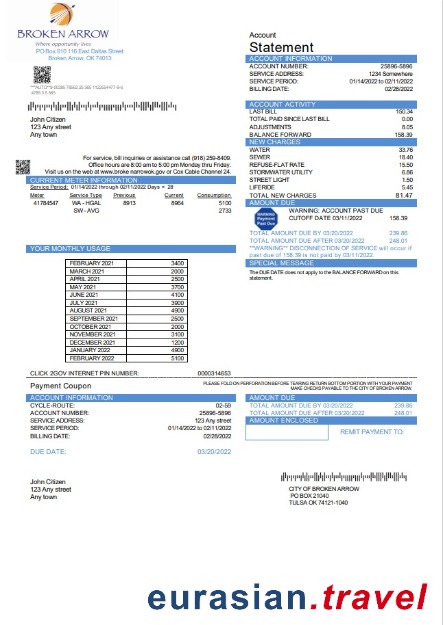 BROKEN ARROW
Where opportunity lives
PO Box 610 116 East Dallas Street
Broken Arrow, OK 74013
John Citizen
123 Any street
Any towny
For service, bill inquiries or assistance call (918) 259-8400.
Office hours are 8:00 am to 5:00 pm Monday thru Friday.
Visit us on the web at www.broke narrowok.gov or Cox Cable Channel 24.
CURRENT METER INFORMATION
Service Period: 01/14/2022 through 02/11/2022 Days = 28
Meter Service Type Previous Current Consumption
41784547 WA - HGAL 8913 8964 5100
SW - AVG 2733
YOUR MONTHLY USAGE
FEBRUARY 2021 3400
MARCH 2021 2000
APRIL 2021 2500
MAY 2021 3700
JUNE 2021 4100
JULY 2021 3900
AUGUST 2021 4900
SEPTEMBER 2021 2500
OCTOBER 2021 2000
NOVEMBER 2021 3100
DECEMBER 2021 1200
JANUARY 2022 4900
FEBRUARY 2022 5100
Account
Statement
ACCOUNT INFORMATION
ACCOUNT NUMBER: 25896-5896
SERVICE ADDRESS: 1234 Somewhere
SERVICE PERIOD: 01/14/2022 to 02/11/2022
BILLING DATE: 02/28/2022
ACCOUNT ACTIVITY
LAST BILL 150.34
TOTAL PAID SINCE LAST BILL 0.00
ADJUSTMENTS 8.05
BALANCE FORWARD 158.39
NEW CHARGES
WATER 33.76
SEWER 18.40
REFUSE-FLAT RATE 15.50
STORMWATER UTILITY 6.86
STREET LIGHT 1.50
LIFERIDE 5.45
TOTAL NEW CHARGES 81.47
AMOUNT DUE
WARNING
Payment
Past Due
WARNING: ACCOUNT PAST DUE
CUTOFF DATE 03/11/2022 158.39
TOTAL AMOUNT DUE BY 03/20/2022 239.86
TOTAL AMOUNT DUE AFTER 03/20/2022 248.01
**WARNING** DISCONNECTION OF SERVICE will occur if
past due of 158.39 is not paid by 03/11/2022.
SPECIAL MESSAGE
The DUE DATE does not apply to the BALANCE FORWARD on this
statement.
CLICK 2GOV INTERNET PIN NUMBER: 0000314653
Payment Coupon
PLEASE FOLD ON PERFORATION BEFORE TEARING RETURN BOTTOM PORTION WITH YOUR PAYMENT
MAKE CHECKS PAYABLE TO THE CITY OF BROKEN ARROW
ACCOUNT INFORMATION
CYCLE-ROUTE: 02-59
ACCOUNT NUMBER: 25896-5896
SERVICE ADDRESS: 123 Any street
SERVICE PERIOD: 01/14/2022 to 02/11/2022
BILLING DATE: 02/28/2022
DUE DATE: 03/20/2022
AMOUNT DUE
TOTAL AMOUNT DUE BY 03/20/2022 239.86
TOTAL AMOUNT DUE AFTER 03/20/2022 248.01
AMOUNT ENCLOSED
REMIT PAYMENT TO:
John Citizen
123 Any street
Any town
CITY OF BROKEN ARROW
PO BOX 21040
TULSA OK 74121-1040
eurasian.travel